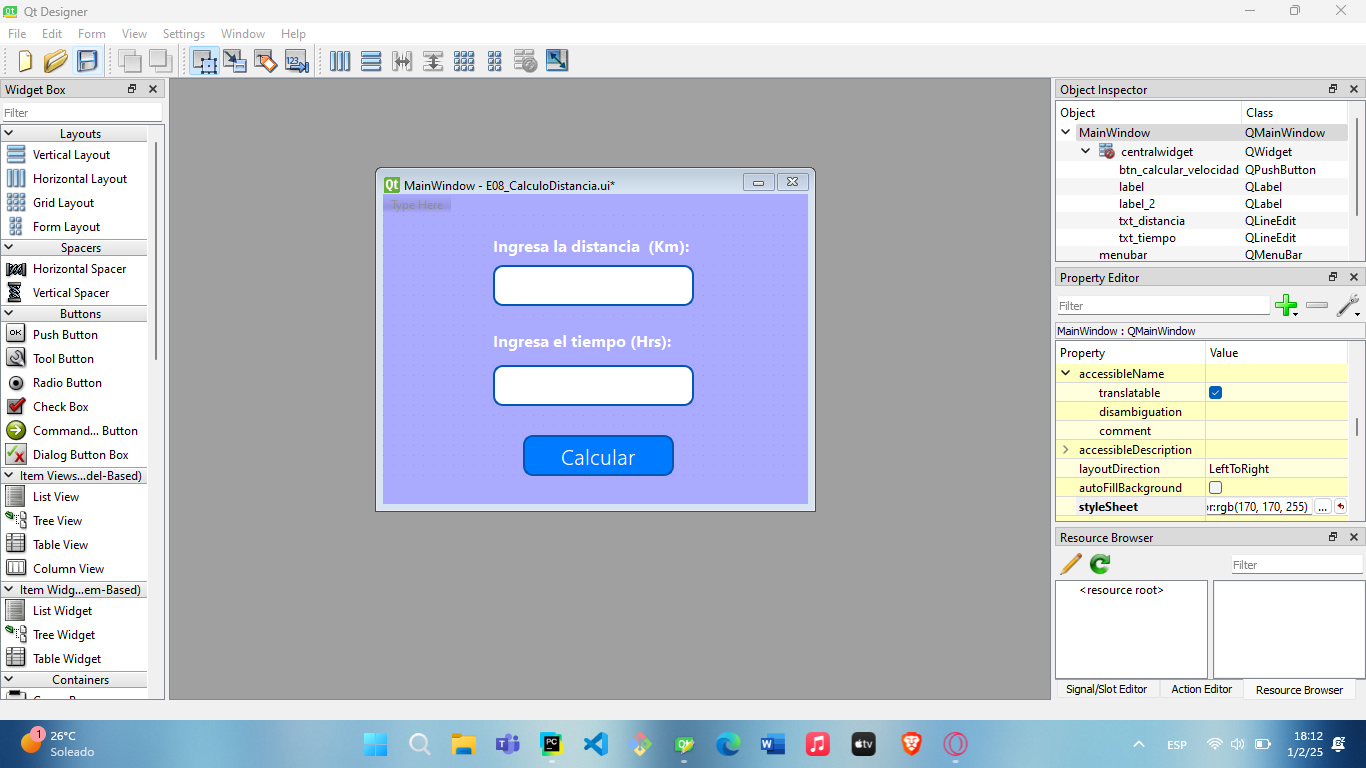 Qt Designer
File Edit Form View Settings Window Help
Widget Box
Filter
Layouts
Vertical Layout
Horizontal Layout
Grid Layout
Form Layout
Spacers
Horizontal Spacer
Vertical Spacer
Buttons
OK Push Button
Tool Button
Radio Button
Check Box
Command... Button
Dialog Button Box
Item Views...del-Based)
List View
Tree View
Table View
Column View
Item Widg...em-Based)
List Widget
Tree Widget
Table Widget
Containers
Qt MainWindow - E08_CalculoDistancia.ui*
Type Here
Ingresa la distancia (Km):
Ingresa el tiempo (Hrs):
Calcular
Object Inspector
Object Class
MainWindow QMainWindow
centralwidget QWidget
btn_calcular_velocidad QPushButton
label QLabel
label_2 QLabel
txt_distancia QLineEdit
txt_tiempo QLineEdit
menubar QMenuBar
Property Editor
Filter
MainWindow : QMainWindow
Property Value
accessibleName
translatable
disambiguation
comment
accessibleDescription
layoutDirection LeftToRight
autoFillBackground
styleSheet or:rgb(170, 170, 255) ...
Resource Browser
Filter
<resource root>
Signal/Slot Editor Action Editor Resource Browser
1 26°C
Soleado
PC
tv
ESP
18:12
1/2/25